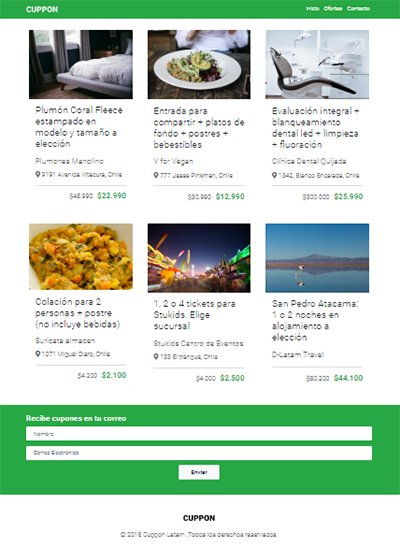 CUPPON
Inicio Ofertas Contacto
Plumón Coral Fleece
estampado en
modelo y tamaño a
elección
Plumones Manolino
9191 Avenida Vitacura, Chile
$48.990 $22.990
Entrada para
compartir + platos de
fondo + postres +
bebestibles
V for Vegan
777 Jesse Pinkman, Chile
$30.990 $12.990
Evaluación integral +
blanqueamiento
dental led + limpieza
+ fluoración
Clínica Dental Quijada
1342, Blanco Encalada, Chile
$300.000 $25.990
Colación para 2
personas + postre
(no incluye bebidas)
Suricata almacen
1071 Miguel Claro, Chile
$4.200 $2.100
1, 2 o 4 tickets para
Stukids. Elige
sucursal
Stukids Centro de Eventos
133 El tranque, Chile
$4.000 $2.500
San Pedro Atacama:
1 o 2 noches en
alojamiento a
elección
D-Latam Travel
$80.200 $44.100
Recibe cupones en tu correo
Nombre
Correo Electrónico
Enviar
CUPPON
© 2018 Cuppon Latam .Todos los derechos reservados.